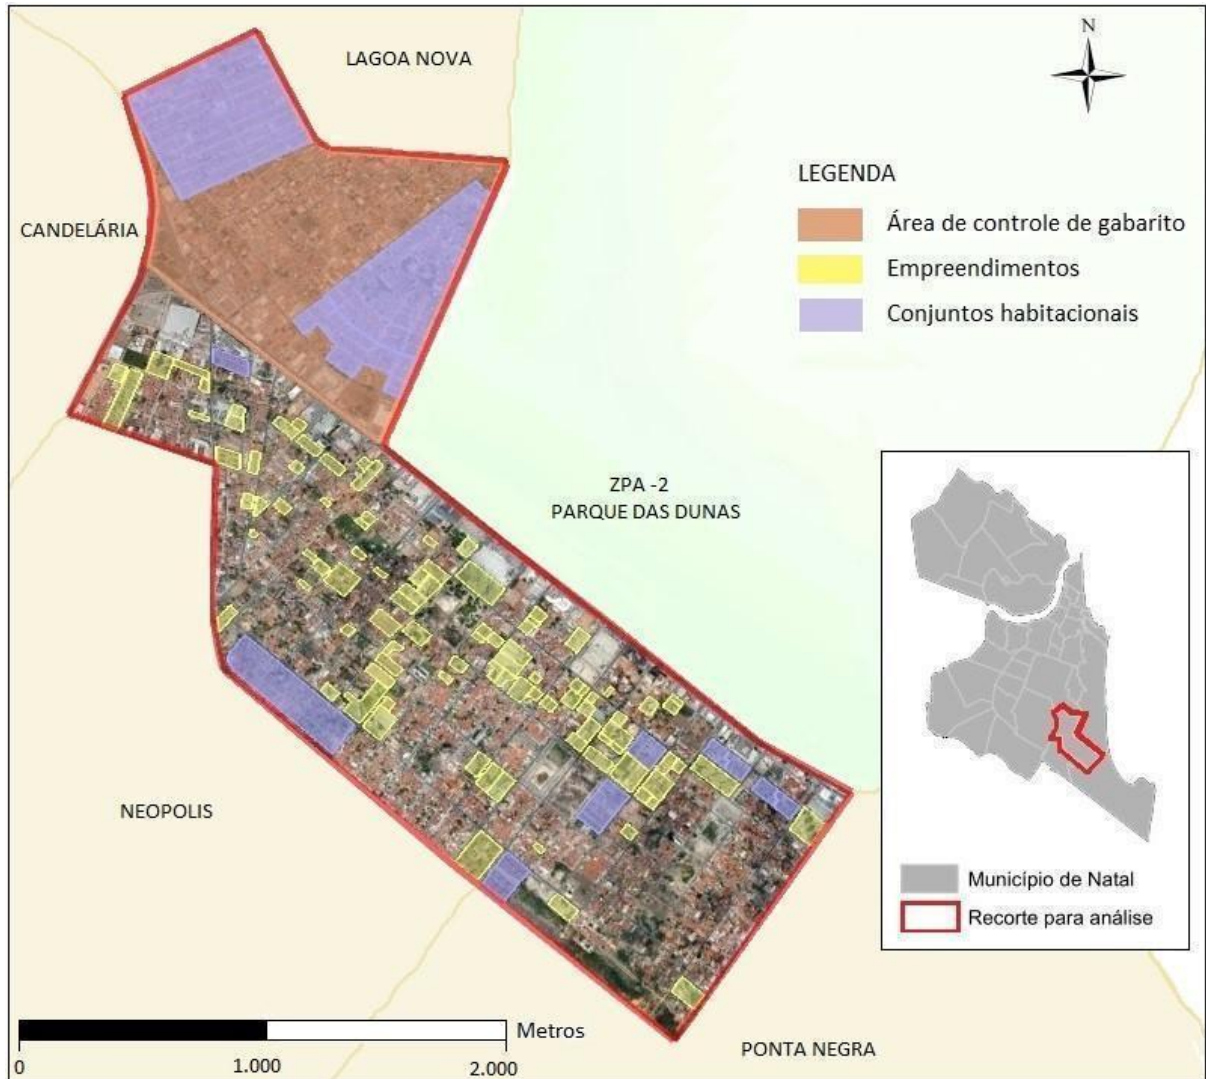 LAGOA NOVA
N
LEGENDA
CANDELÁRIA
Área de controle de gabarito
Empreendimentos
Conjuntos habitacionais
ZPA -2
PARQUE DAS DUNAS
NEOPOLIS
Município de Natal
Recorte para análise
Metros
0
1.000
2.000
PONTA NEGRA